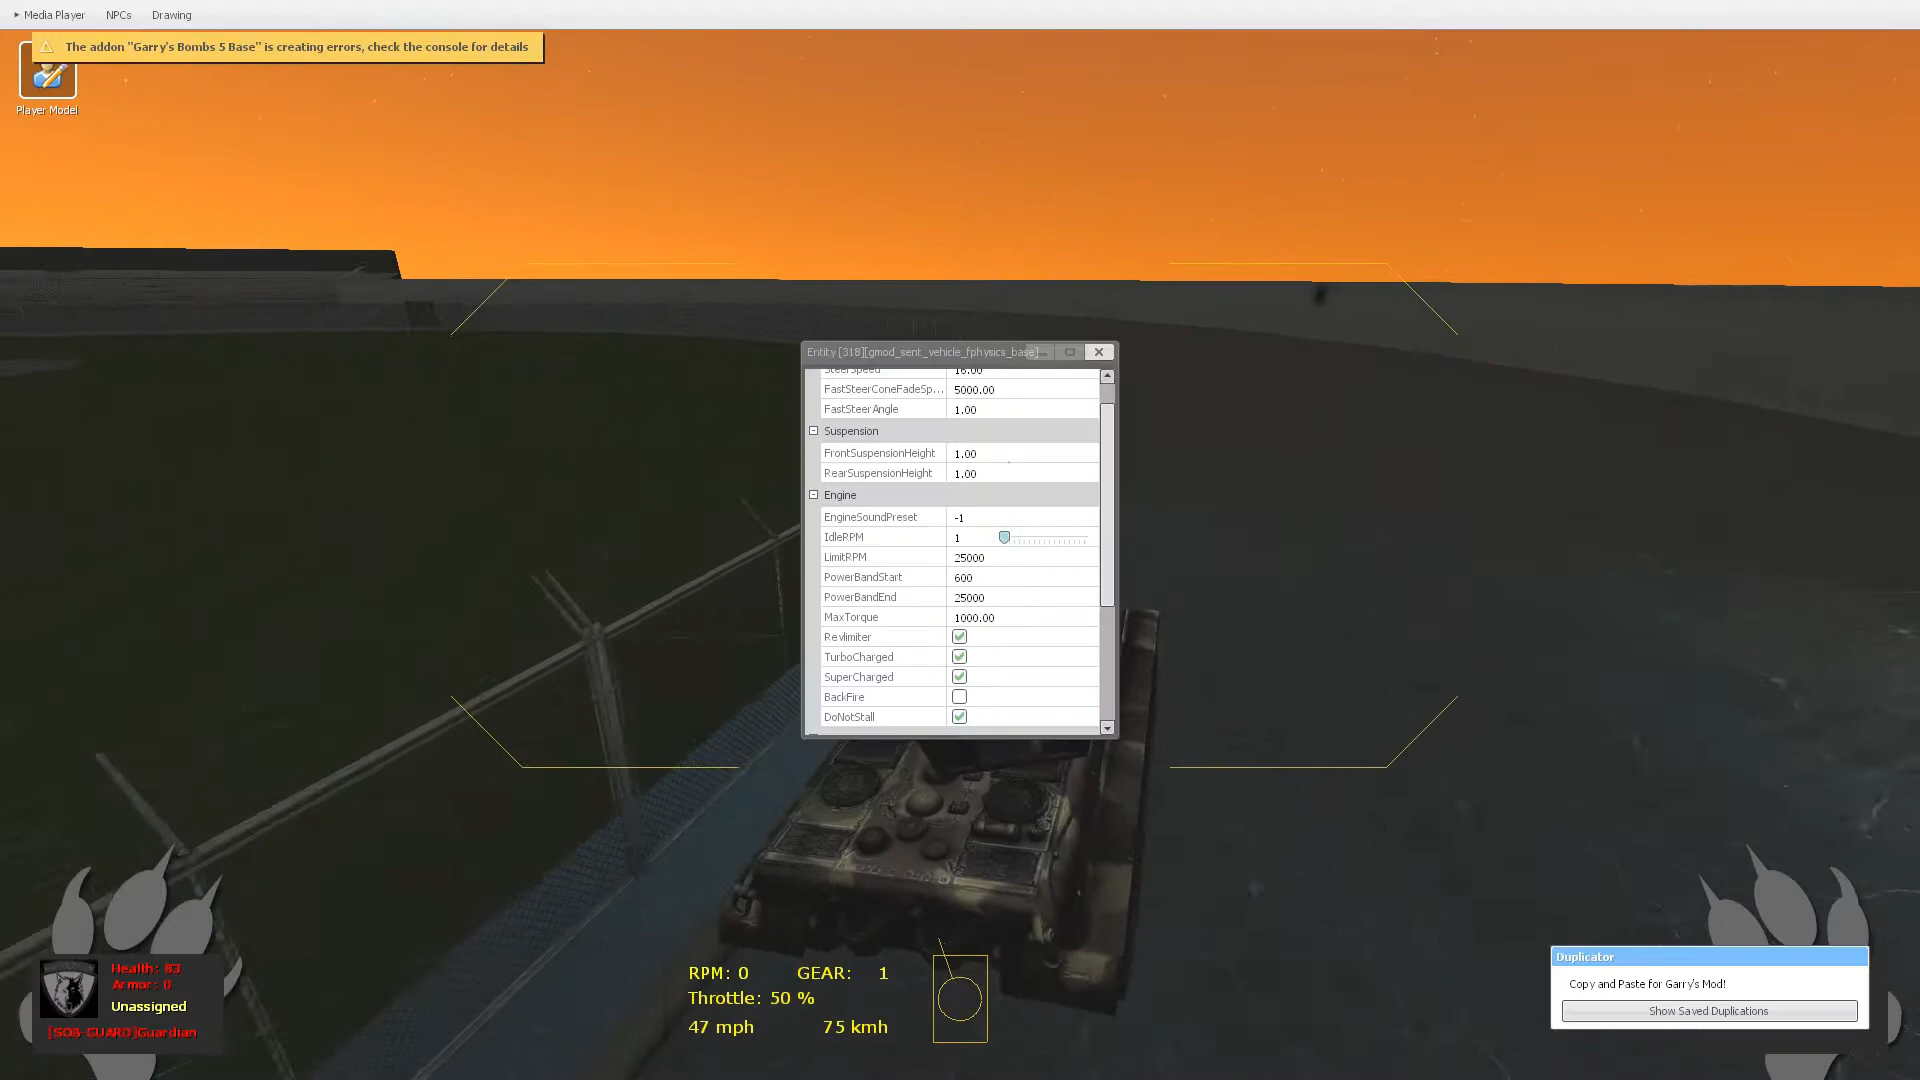 Media Player NPCs Drawing
The addon "Garry's Bombs 5 Base" is creating errors, check the console for details
Player Model
Entity [318][gmod_sent_vehicle_fphysics_base]
SteerSpeed 16.00
FastSteerConeFadeSp... 5000.00
FastSteerAngle 1.00
Suspension
FrontSuspensionHeight 1.00
RearSuspensionHeight 1.00
Engine
EngineSoundPreset -1
IdleRPM 1
LimitRPM 25000
PowerBandStart 600
PowerBandEnd 25000
MaxTorque 1000.00
Revlimiter
TurboCharged
SuperCharged
BackFire
DoNotStall
Health: 83
Armor: 0
Unassigned
[SOB-GUARD]Guardian
RPM: 0 GEAR: 1
Throttle: 50 %
47 mph 75 kmh
Duplicator
Copy and Paste for Garry's Mod!
Show Saved Duplications